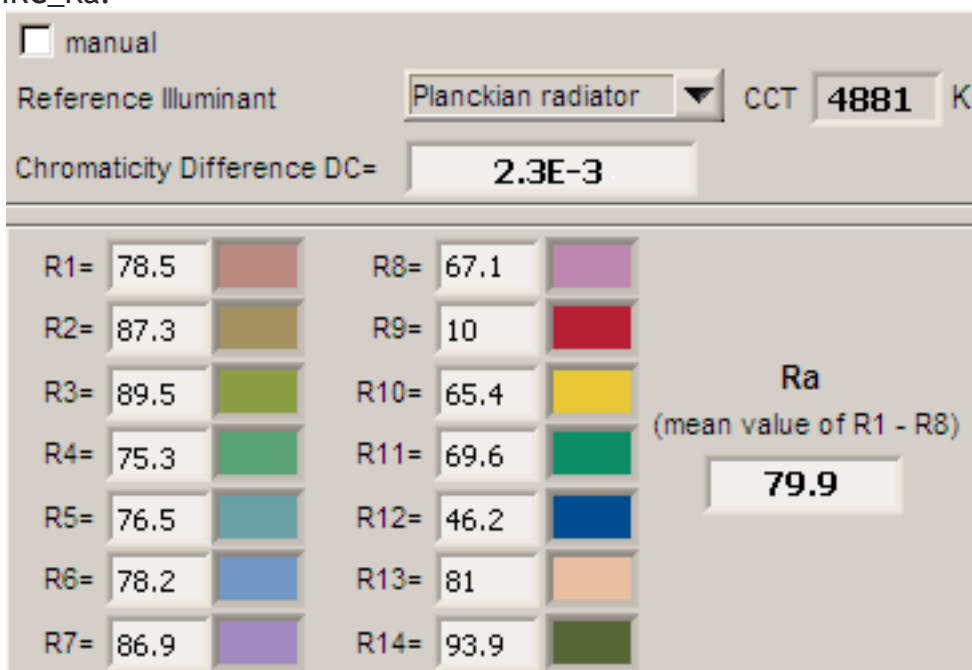 IRC_Ra.
manual
Reference Illuminant Planckian radiator CCT 4881 K
Chromaticity Difference DC= 2.3E-3
R1= 78.5 R8= 67.1
R2= 87.3 R9= 10
R3= 89.5 R10= 65.4
Ra
(mean value of R1 - R8)
R4= 75.3 R11= 69.6
79.9
R5= 76.5 R12= 46.2
R6= 78.2 R13= 81
R7= 86.9 R14= 93.9